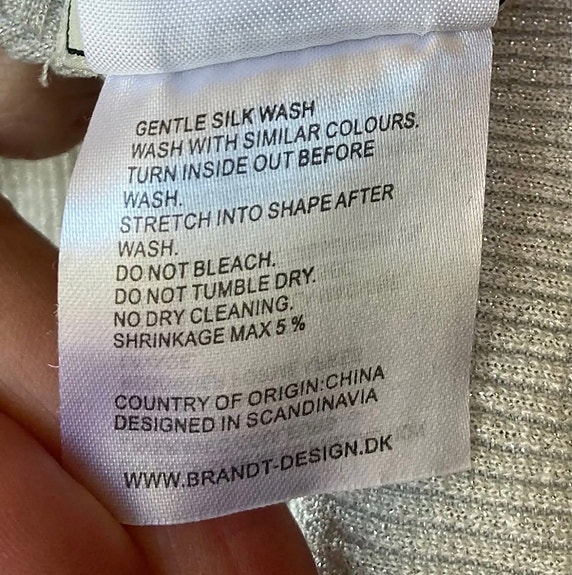 GENTLE SILK WASH
WASH WITH SIMILAR COLOURS.
TURN INSIDE OUT BEFORE
WASH.
STRETCH INTO SHAPE AFTER
WASH.
DO NOT BLEACH.
DO NOT TUMBLE DRY.
NO DRY CLEANING.
SHRINKAGE MAX 5 %
COUNTRY OF ORIGIN:CHINA
DESIGNED IN SCANDINAVIA
WWW.BRANDT-DESIGN.DK